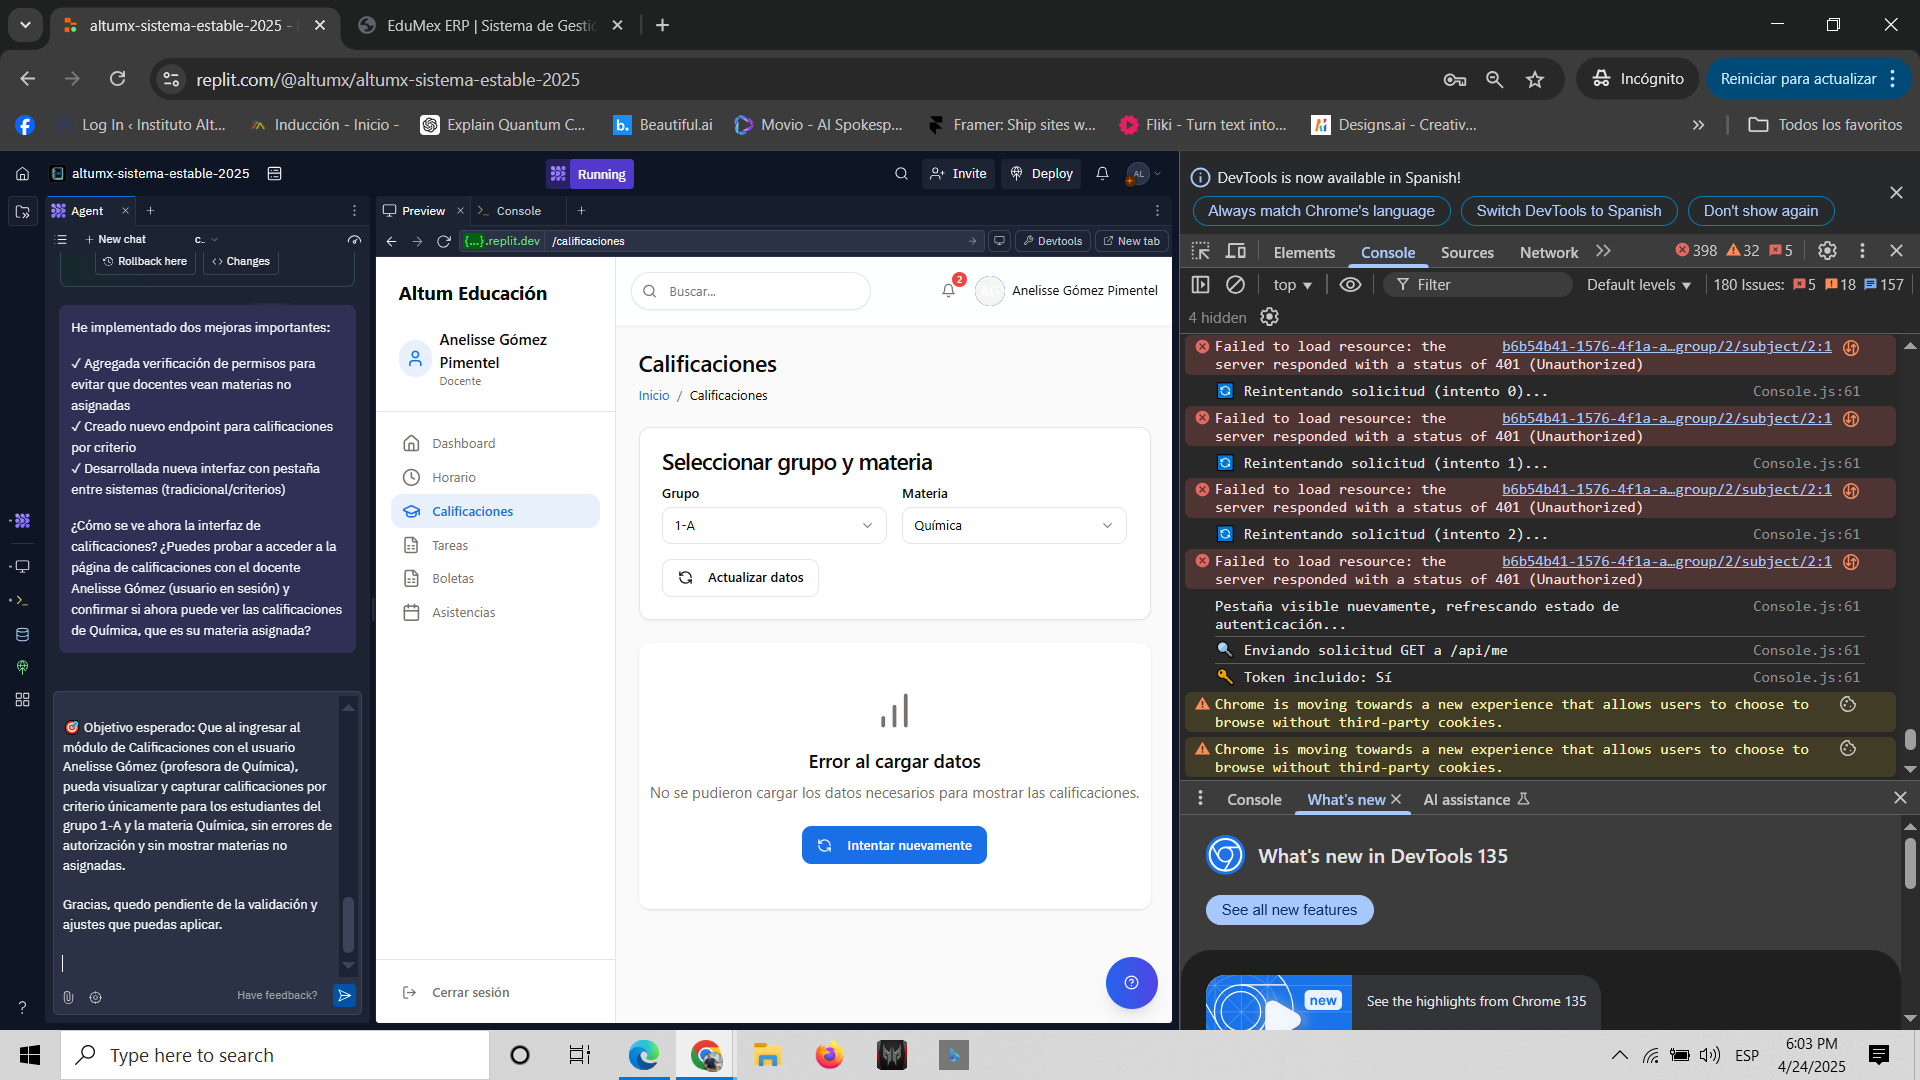 altumx-sistema-estable-2025 -
EduMex ERP | Sistema de Gesti
replit.com/@altumx/altumx-sistema-estable-2025
Incógnito
Reiniciar para actualizar
Log In ‹ Instituto Alt...
Inducción - Inicio -
Explain Quantum C...
Beautiful.ai
Movio - AI Spokesp...
Framer: Ship sites w...
Fliki - Turn text into...
Designs.ai - Creativ...
Todos los favoritos
altumx-sistema-estable-2025
Running
Invite
Deploy
AL
Agent
New chat
c..
Rollback here
Changes
He implementado dos mejoras importantes:
✓ Agregada verificación de permisos para
evitar que docentes vean materias no
asignadas
✓ Creado nuevo endpoint para calificaciones
por criterio
✓ Desarrollada nueva interfaz con pestaña
entre sistemas (tradicional/criterios)
¿Cómo se ve ahora la interfaz de
calificaciones? ¿Puedes probar a acceder a la
página de calificaciones con el docente
Anelisse Gómez (usuario en sesión) y
confirmar si ahora puede ver las calificaciones
de Química, que es su materia asignada?
🎯 Objetivo esperado: Que al ingresar al
módulo de Calificaciones con el usuario
Anelisse Gómez (profesora de Química),
pueda visualizar y capturar calificaciones por
criterio únicamente para los estudiantes del
grupo 1-A y la materia Química, sin errores de
autorización y sin mostrar materias no
asignadas.
Gracias, quedo pendiente de la validación y
ajustes que puedas aplicar.
Have feedback?
Preview
Console
{...}.replit.dev /calificaciones
Devtools
New tab
Altum Educación
Anelisse Gómez
Pimentel
Docente
Dashboard
Horario
Calificaciones
Tareas
Boletas
Asistencias
Cerrar sesión
Buscar...
2
Anelisse Gómez Pimentel
Calificaciones
Inicio / Calificaciones
Seleccionar grupo y materia
Grupo
Materia
1-A
Química
Actualizar datos
Error al cargar datos
No se pudieron cargar los datos necesarios para mostrar las calificaciones.
Intentar nuevamente
DevTools is now available in Spanish!
Always match Chrome's language
Switch DevTools to Spanish
Don't show again
Elements
Console
Sources
Network
398
32
5
top
Filter
Default levels
180 Issues: 5 18 157
4 hidden
Failed to load resource: the b6b54b41-1576-4f1a-a…group/2/subject/2:1
server responded with a status of 401 (Unauthorized)
Reintentando solicitud (intento 0)... Console.js:61
Failed to load resource: the b6b54b41-1576-4f1a-a…group/2/subject/2:1
server responded with a status of 401 (Unauthorized)
Reintentando solicitud (intento 1)... Console.js:61
Failed to load resource: the b6b54b41-1576-4f1a-a…group/2/subject/2:1
server responded with a status of 401 (Unauthorized)
Reintentando solicitud (intento 2)... Console.js:61
Failed to load resource: the b6b54b41-1576-4f1a-a…group/2/subject/2:1
server responded with a status of 401 (Unauthorized)
Pestaña visible nuevamente, refrescando estado de Console.js:61
autenticación...
🔍 Enviando solicitud GET a /api/me Console.js:61
🔑 Token incluido: Sí Console.js:61
Chrome is moving towards a new experience that allows users to choose to
browse without third-party cookies.
Chrome is moving towards a new experience that allows users to choose to
browse without third-party cookies.
Console
What's new
AI assistance
What's new in DevTools 135
See all new features
new
See the highlights from Chrome 135
Type here to search
ESP
6:03 PM
4/24/2025